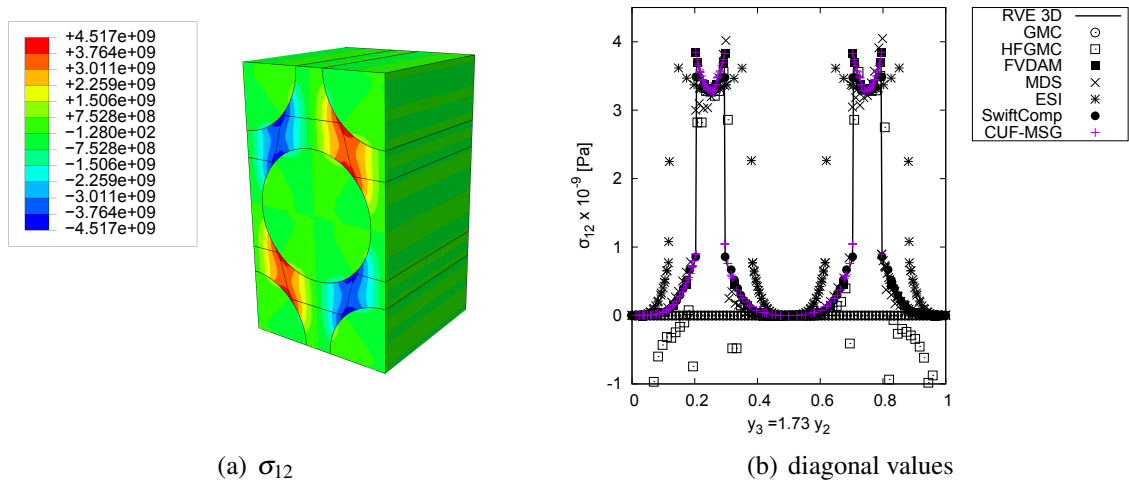 +4.517e+09
+3.764e+09
+3.011e+09
+2.259e+09
+1.506e+09
+7.528e+08
−1.280e+02
−7.528e+08
−1.506e+09
−2.259e+09
−3.011e+09
−3.764e+09
−4.517e+09
(a) σ12
4
3
2
1
0
-1
σ12 x 10-9 [Pa]
0 0.2 0.4 0.6 0.8 1
y3 =1.73 y2
RVE 3D
GMC
HFGMC
FVDAM
MDS
ESI
SwiftComp
CUF-MSG
(b) diagonal values